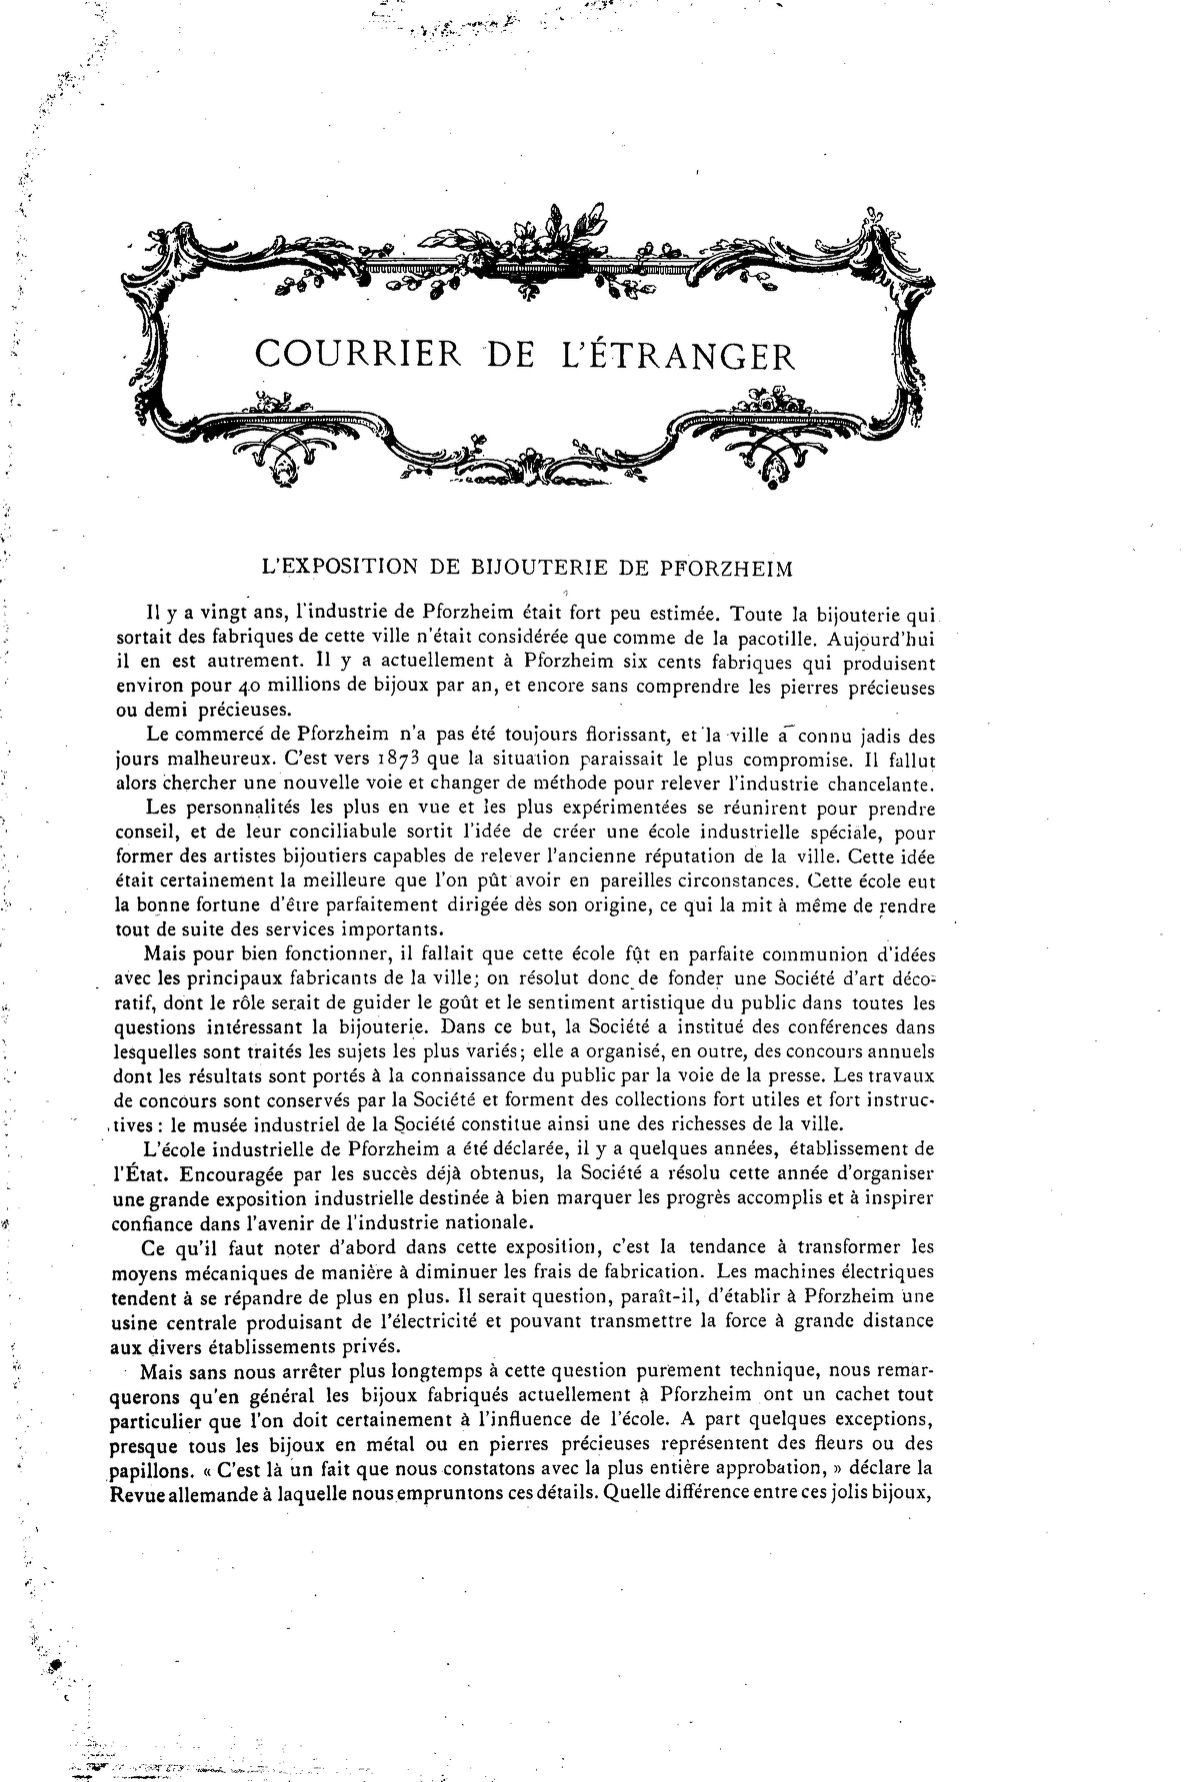 COURRIER DE L'ÉTRANGER
L'EXPOSITION DE BIJOUTERIE DE PFORZHEIM
Il y a vingt ans, l'industrie de Pforzheim était fort peu estimée. Toute la bijouterie qui
sortait des fabriques de cette ville n'était considérée que comme de la pacotille. Aujourd'hui
il en est autrement. Il y a actuellement à Pforzheim six cents fabriques qui produisent
environ pour 40 millions de bijoux par an, et encore sans comprendre les pierres précieuses
ou demi précieuses.
Le commerce de Pforzheim n'a pas été toujours florissant, et la ville a connu jadis des
jours malheureux. C'est vers 1873 que la situation paraissait le plus compromise. Il fallut
alors chercher une nouvelle voie et changer de méthode pour relever l'industrie chancelante.
Les personnalités les plus en vue et les plus expérimentées se réunirent pour prendre
conseil, et de leur conciliabule sortit l'idée de créer une école industrielle spéciale, pour
former des artistes bijoutiers capables de relever l'ancienne réputation de la ville. Cette idée
était certainement la meilleure que l'on pût avoir en pareilles circonstances. Cette école eut
la bonne fortune d'être parfaitement dirigée dès son origine, ce qui la mit à même de rendre
tout de suite des services importants.
Mais pour bien fonctionner, il fallait que cette école fût en parfaite communion d'idées
avec les principaux fabricants de la ville; on résolut donc de fonder une Société d'art déco-
ratif, dont le rôle serait de guider le goût et le sentiment artistique du public dans toutes les
questions intéressant la bijouterie. Dans ce but, la Société a institué des conférences dans
lesquelles sont traités les sujets les plus variés; elle a organisé, en outre, des concours annuels
dont les résultats sont portés à la connaissance du public par la voie de la presse. Les travaux
de concours sont conservés par la Société et forment des collections fort utiles et fort instruc-
tives : le musée industriel de la Société constitue ainsi une des richesses de la ville.
L'école industrielle de Pforzheim a été déclarée, il y a quelques années, établissement de
l'État. Encouragée par les succès déjà obtenus, la Société a résolu cette année d'organiser
une grande exposition industrielle destinée à bien marquer les progrès accomplis et à inspirer
confiance dans l'avenir de l'industrie nationale.
Ce qu'il faut noter d'abord dans cette exposition, c'est la tendance à transformer les
moyens mécaniques de manière à diminuer les frais de fabrication. Les machines électriques
tendent à se répandre de plus en plus. Il serait question, paraît-il, d'établir à Pforzheim une
usine centrale produisant de l'électricité et pouvant transmettre la force à grande distance
aux divers établissements privés.
Mais sans nous arrêter plus longtemps à cette question purement technique, nous remar-
querons qu'en général les bijoux fabriqués actuellement à Pforzheim ont un cachet tout
particulier que l'on doit certainement à l'influence de l'école. A part quelques exceptions,
presque tous les bijoux en métal ou en pierres précieuses représentent des fleurs ou des
papillons. « C'est là un fait que nous constatons avec la plus entière approbation, » déclare la
Revue allemande à laquelle nous empruntons ces détails. Quelle différence entre ces jolis bijoux,